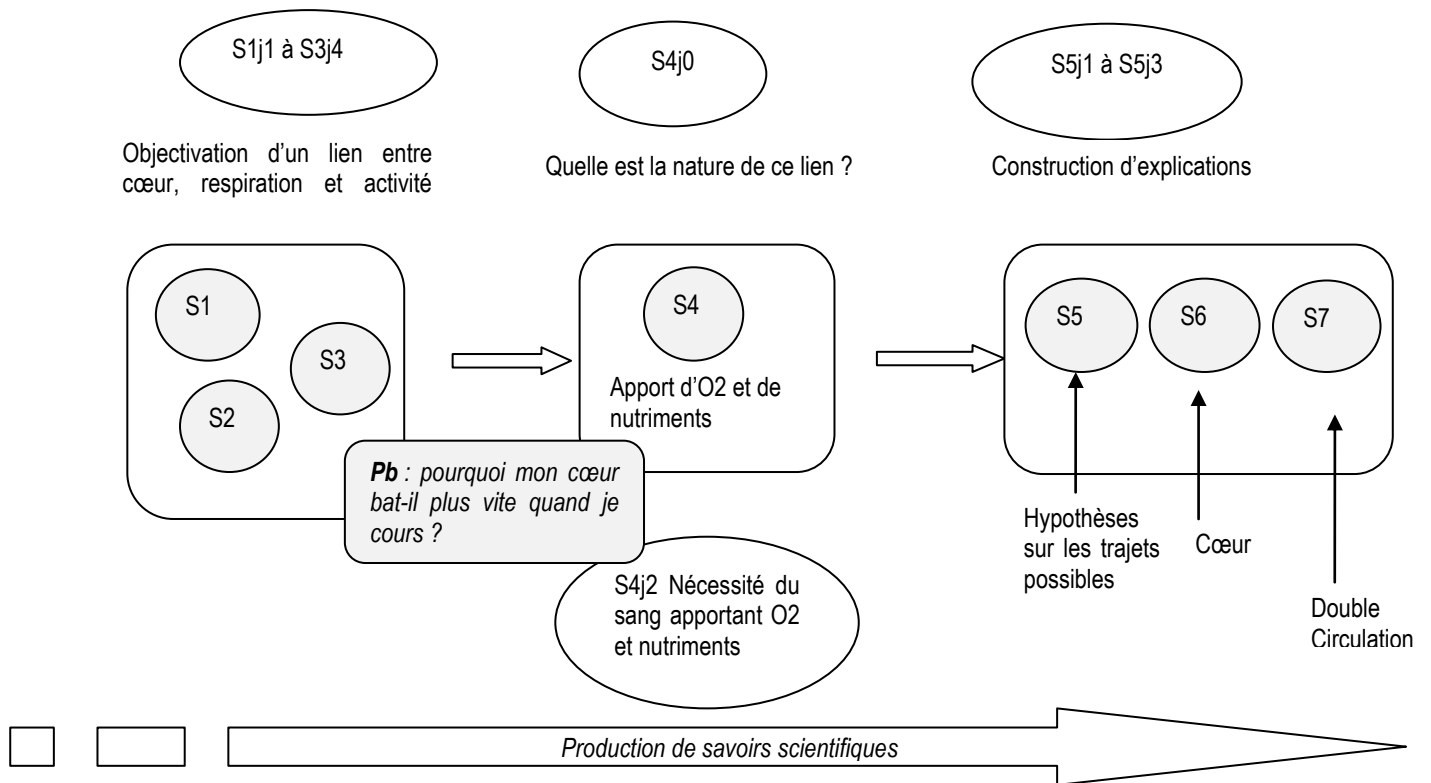 S1j1 à S3j4
S4j0
S5j1 à S5j3
Objectivation d'un lien entre
cœur, respiration et activité
Quelle est la nature de ce lien ?
Construction d'explications
S1
S3
S2
S4
Apport d'O2 et de
nutriments
S5
S6
S7
Pb : pourquoi mon cœur
bat-il plus vite quand je
cours ?
Hypothèses
sur les trajets
possibles
Cœur
Double
Circulation
S4j2 Nécessité du
sang apportant O2
et nutriments
Production de savoirs scientifiques